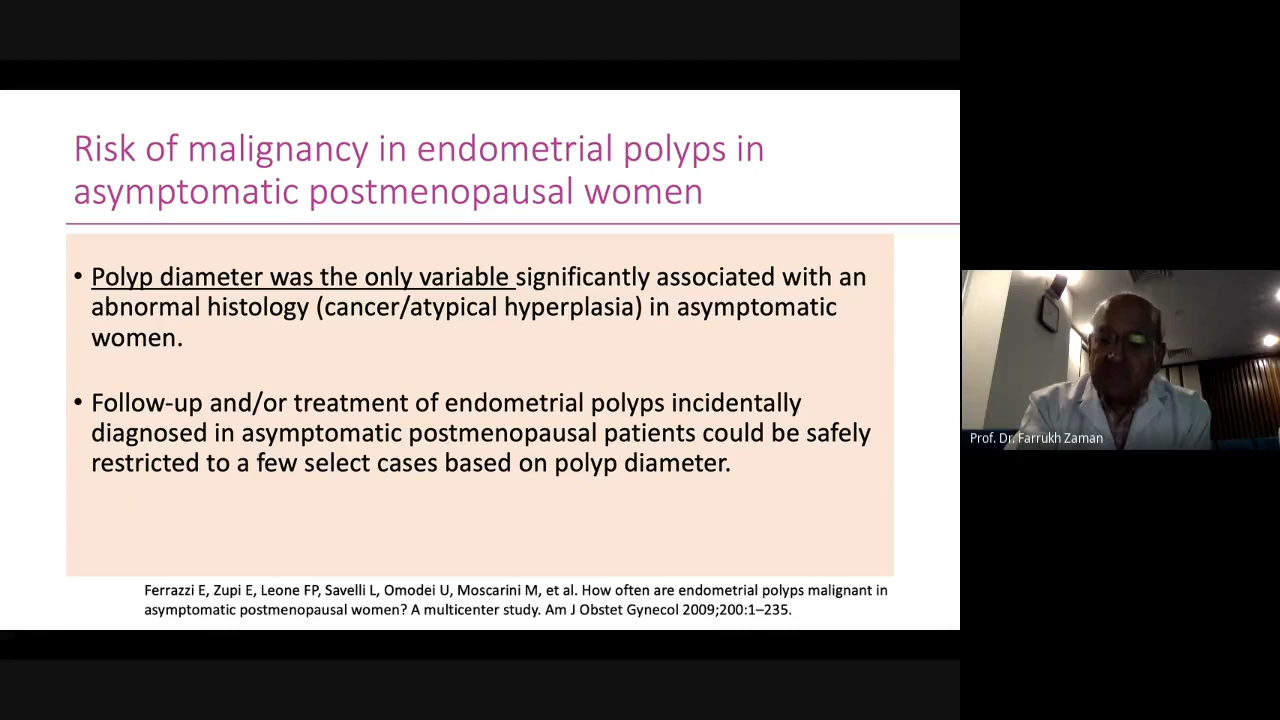 Risk of malignancy in endometrial polyps in
asymptomatic postmenopausal women
• Polyp diameter was the only variable significantly associated with an
abnormal histology (cancer/atypical hyperplasia) in asymptomatic
women.
• Follow-up and/or treatment of endometrial polyps incidentally
diagnosed in asymptomatic postmenopausal patients could be safely
restricted to a few select cases based on polyp diameter.
Ferrazzi E, Zupi E, Leone FP, Savelli L, Omodei U, Moscarini M, et al. How often are endometrial polyps malignant in
asymptomatic postmenopausal women? A multicenter study. Am J Obstet Gynecol 2009;200:1–235.
Prof. Dr. Farrukh Zaman